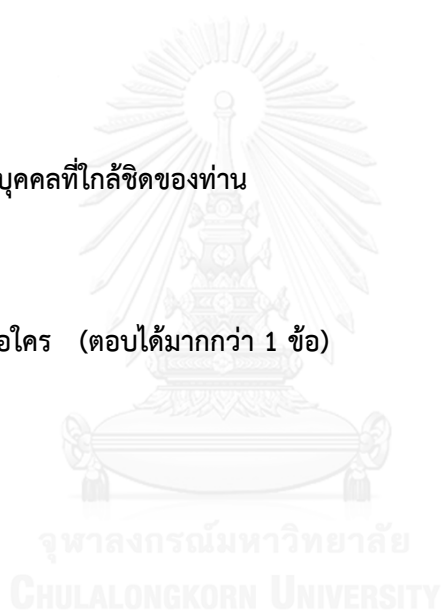 บุคคลที่ใกล้ชิดของท่าน
อใคร (ตอบได้มากกว่า 1 ข้อ)
จุฬาลงกรณ์มหาวิทยาลัย
CHULALONGKORN UNIVERSITY